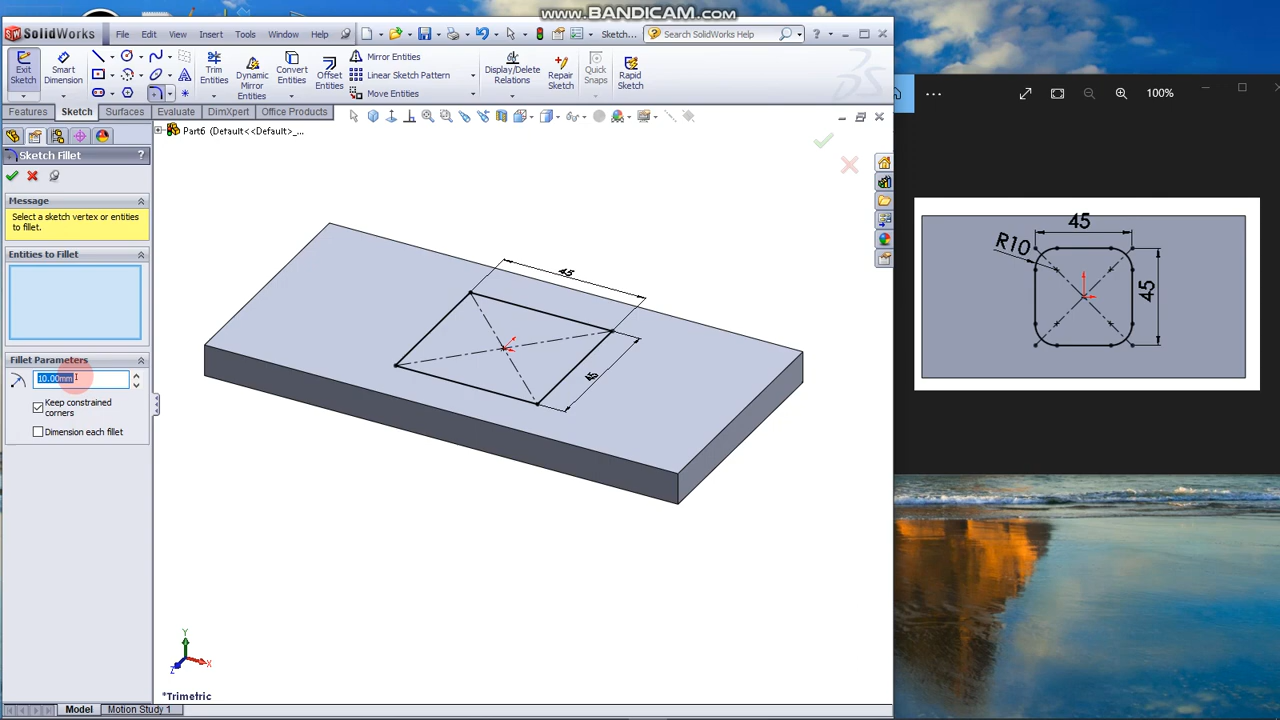 www.BANDICAM.com
SolidWorks File Edit View Insert Tools Window Help Sketch... Search SolidWorks Help
Exit Sketch
Smart Dimension
Trim Entities
Dynamic Mirror Entities
Convert Entities
Offset Entities
Mirror Entities
Linear Sketch Pattern
Move Entities
Display/Delete Relations
Repair Sketch
Quick Snaps
Rapid Sketch
Features Sketch Surfaces Evaluate DimXpert Office Products
Part6 (Default<<Default>_...
100%
Sketch Fillet ?
Message
Select a sketch vertex or entities
to fillet.
Entities to Fillet
Fillet Parameters
10.00mm
Keep constrained
corners
Dimension each fillet
45
45
45
R10
45
Y
X
Z
*Trimetric
Model Motion Study 1